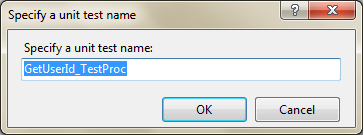 Specify a unit test name
Specify a unit test name:
GetUserId_TestProc
OK
Cancel